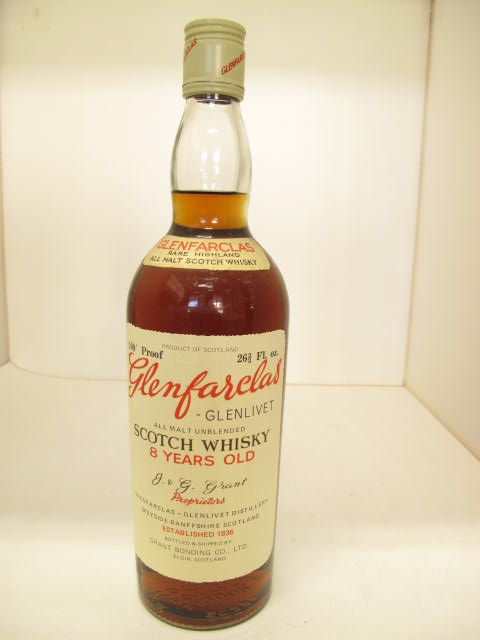 GLENFARCLAS
GLENFARCLAS
RARE HIGHLAND
ALL MALT SCOTCH WHISKY
PRODUCT OF SCOTLAND
Proof 26⅔ Fl. oz.
Glenfarclas
- GLENLIVET
ALL MALT UNBLENDED
SCOTCH WHISKY
8 YEARS OLD
J. & G. Grant
Proprietors
GLENFARCLAS - GLENLIVET DISTILLERY
SPEYSIDE BANFFSHIRE SCOTLAND
ESTABLISHED 1836
BOTTLED & SHIPPED BY
GRANT BONDING CO., LTD.
ELGIN, SCOTLAND